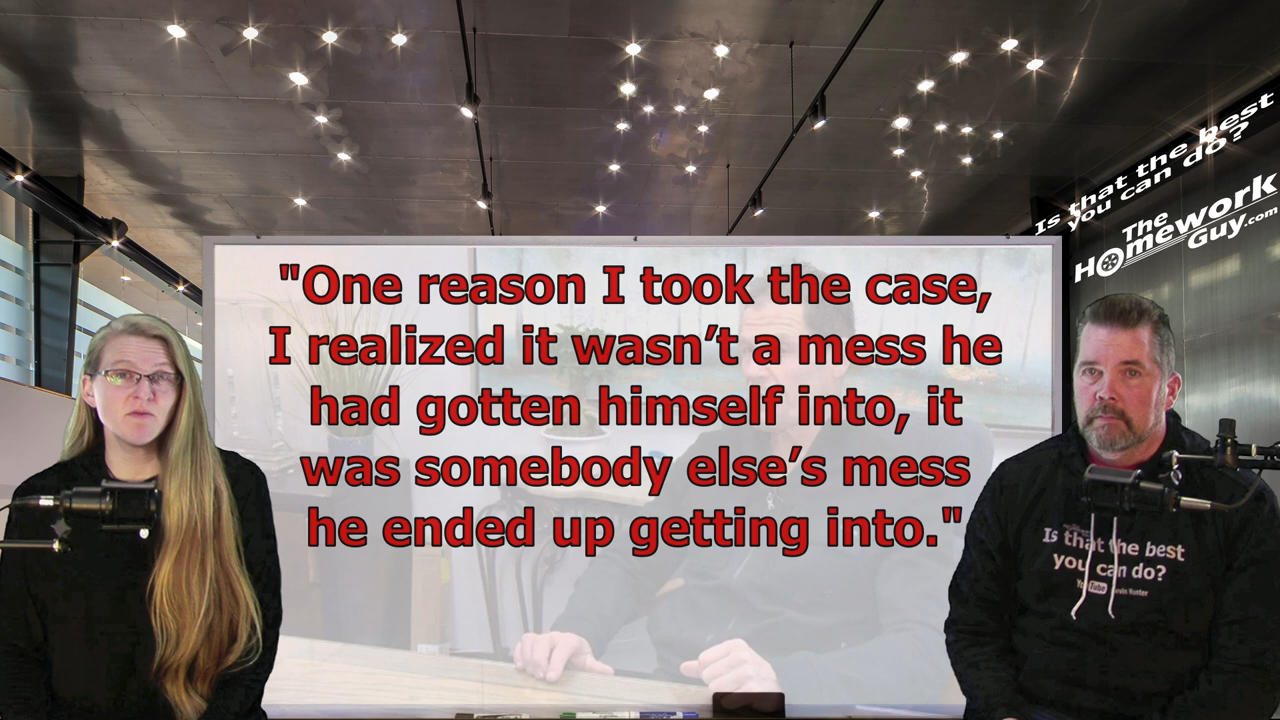 Is that the best
you can do?
The
Homework
Guy.com
"One reason I took the case,
I realized it wasn’t a mess he
had gotten himself into, it
was somebody else’s mess
he ended up getting into."
Is that the best
you can do?